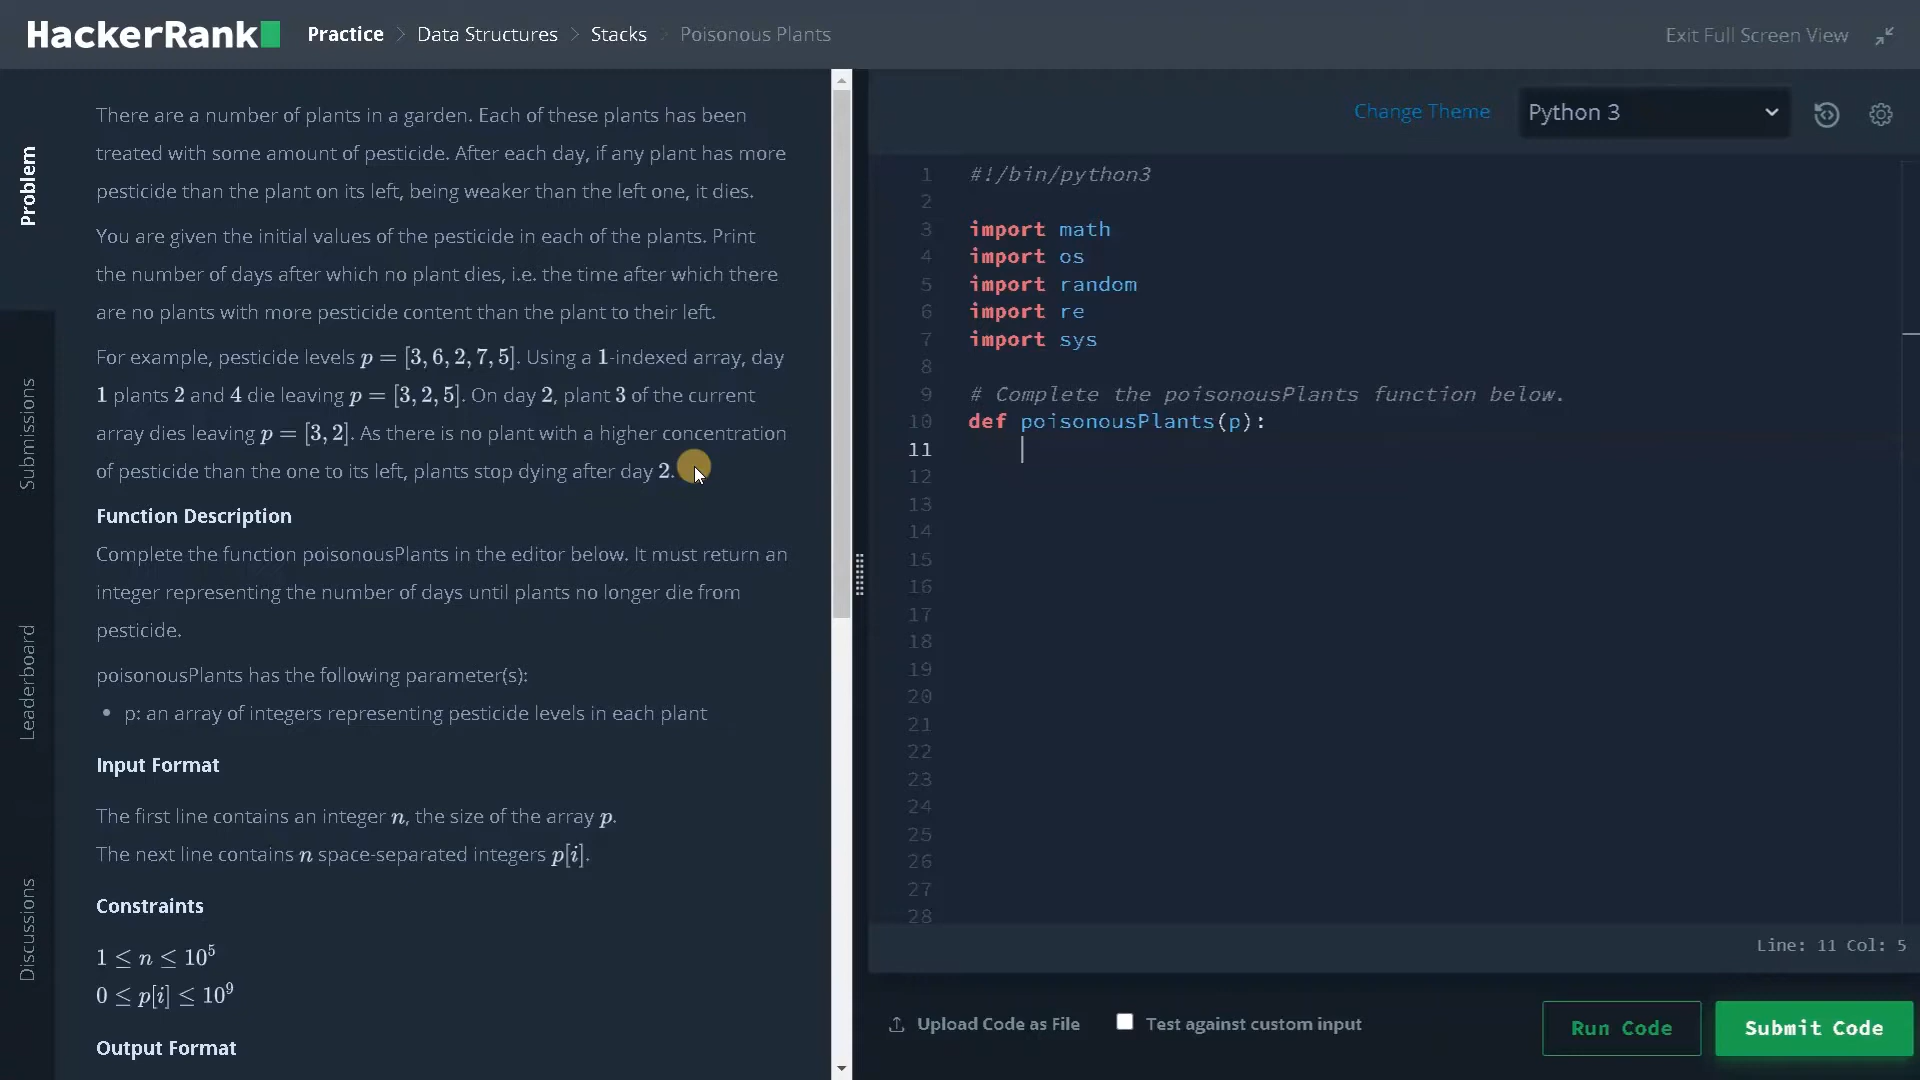 HackerRank
Practice > Data Structures > Stacks > Poisonous Plants
Exit Full Screen View
Problem
Submissions
Leaderboard
Discussions
There are a number of plants in a garden. Each of these plants has been
treated with some amount of pesticide. After each day, if any plant has more
pesticide than the plant on its left, being weaker than the left one, it dies.
You are given the initial values of the pesticide in each of the plants. Print
the number of days after which no plant dies, i.e. the time after which there
are no plants with more pesticide content than the plant to their left.
For example, pesticide levels p = [3, 6, 2, 7, 5]. Using a 1-indexed array, day
1 plants 2 and 4 die leaving p = [3, 2, 5]. On day 2, plant 3 of the current
array dies leaving p = [3, 2]. As there is no plant with a higher concentration
of pesticide than the one to its left, plants stop dying after day 2.
Function Description
Complete the function poisonousPlants in the editor below. It must return an
integer representing the number of days until plants no longer die from
pesticide.
poisonousPlants has the following parameter(s):
• p: an array of integers representing pesticide levels in each plant
Input Format
The first line contains an integer n, the size of the array p.
The next line contains n space-separated integers p[i].
Constraints
1 ≤ n ≤ 10⁵
0 ≤ p[i] ≤ 10⁹
Output Format
Change Theme
Python 3
1 #!/bin/python3
2
3 import math
4 import os
5 import random
6 import re
7 import sys
8
9 # Complete the poisonousPlants function below.
10 def poisonousPlants(p):
11
12
13
14
15
16
17
18
19
20
21
22
23
24
25
26
27
28
Line: 11 Col: 5
Upload Code as File
Test against custom input
Run Code
Submit Code